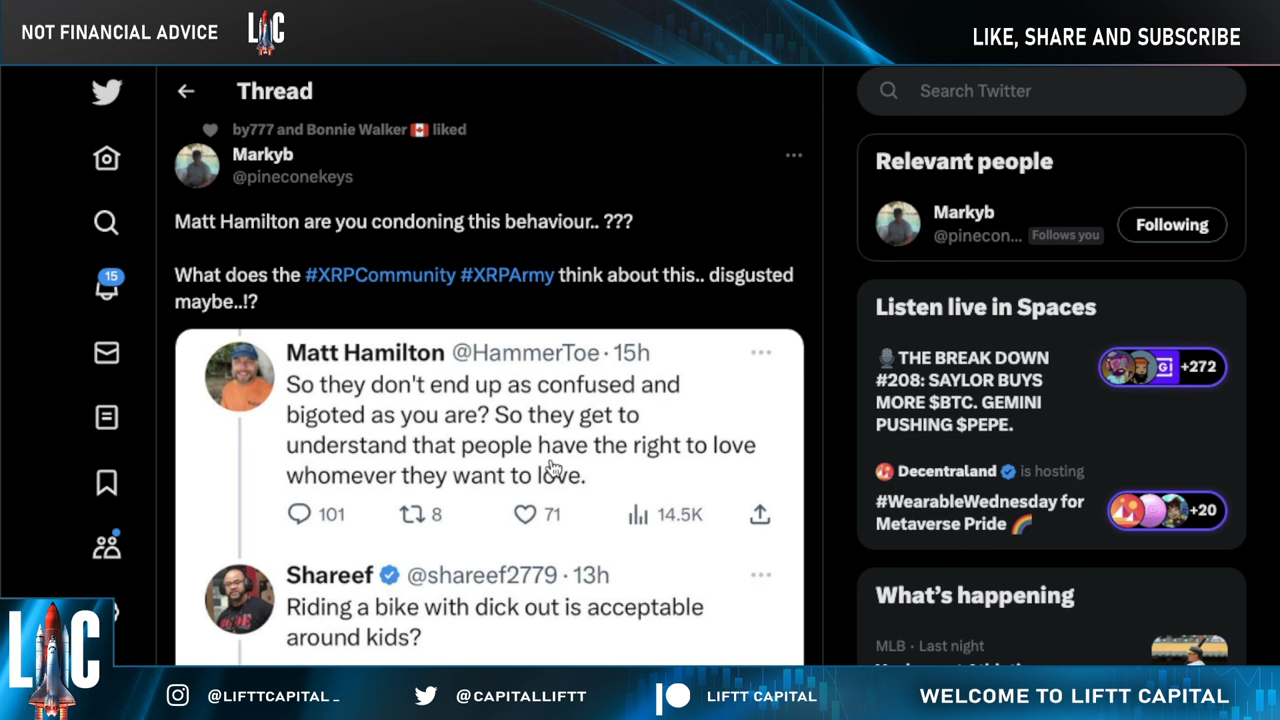 NOT FINANCIAL ADVICE
LC
LIKE, SHARE AND SUBSCRIBE
Thread
Search Twitter
by777 and Bonnie Walker 🇨🇦 liked
Markyb
@pineconekeys
Matt Hamilton are you condoning this behaviour.. ???
What does the #XRPCommunity #XRPArmy think about this.. disgusted
maybe..!?
Matt Hamilton @HammerToe · 15h
So they don't end up as confused and
bigoted as you are? So they get to
understand that people have the right to love
whomever they want to love.
101 8 71 14.5K
Shareef @shareef2779 · 13h
Riding a bike with dick out is acceptable
around kids?
15
Relevant people
Markyb
@pinecon... Follows you
Following
Listen live in Spaces
🎙️THE BREAK DOWN
#208: SAYLOR BUYS
MORE $BTC. GEMINI
PUSHING $PEPE.
+272
Decentraland is hosting
#WearableWednesday for
Metaverse Pride 🌈
+20
What's happening
MLB · Last night
LC
@LIFTTCAPITAL_
@CAPITALLIFTT
LIFTT CAPITAL
WELCOME TO LIFTT CAPITAL